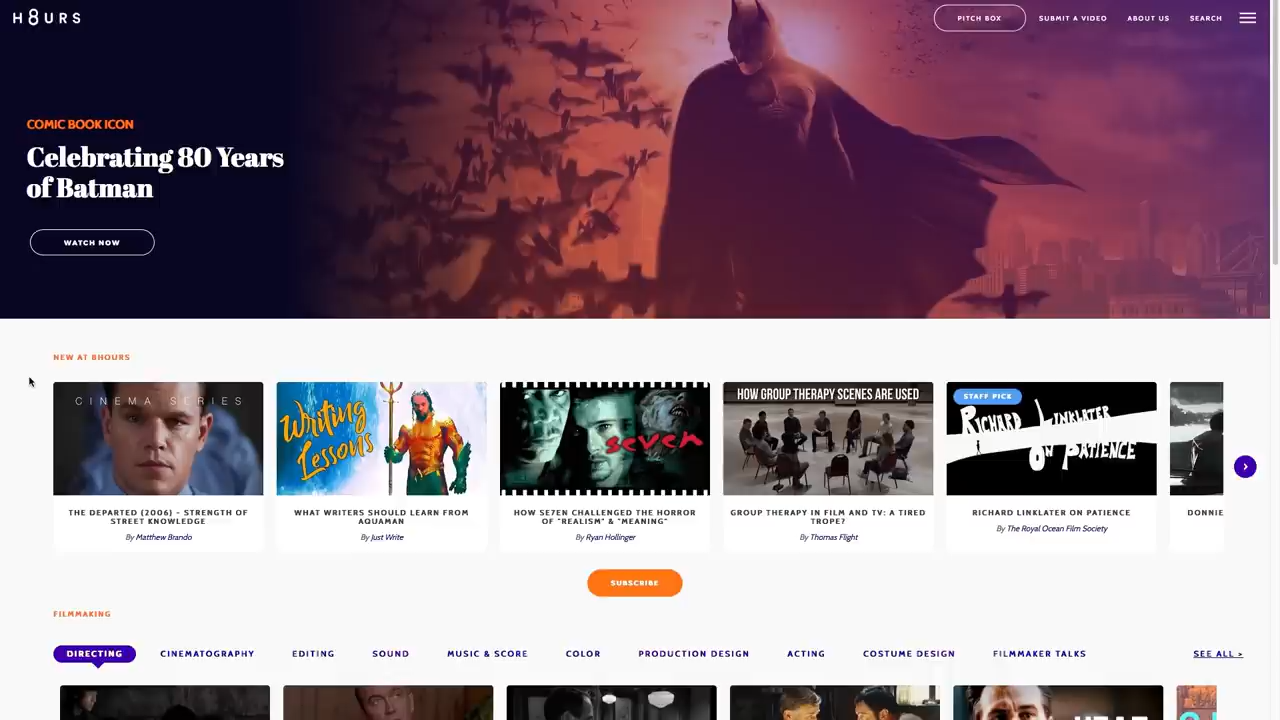 H8URS
PITCH BOX
SUBMIT A VIDEO
ABOUT US
SEARCH
COMIC BOOK ICON
Celebrating 80 Years
of Batman
WATCH NOW
NEW AT 8HOURS
CINEMA SERIES
Writing
Lessons
seven
HOW GROUP THERAPY SCENES ARE USED
STAFF PICK
RICHARD LINKLATER
ON PATIENCE
THE DEPARTED (2006) - STRENGTH OF
STREET KNOWLEDGE
By Matthew Brando
WHAT WRITERS SHOULD LEARN FROM
AQUAMAN
By Just Write
HOW SE7EN CHALLENGED THE HORROR
OF "REALISM" & "MEANING"
By Ryan Hollinger
GROUP THERAPY IN FILM AND TV: A TIRED
TROPE?
By Thomas Flight
RICHARD LINKLATER ON PATIENCE
By The Royal Ocean Film Society
DONNIE
SUBSCRIBE
FILMMAKING
DIRECTING
CINEMATOGRAPHY
EDITING
SOUND
MUSIC & SCORE
COLOR
PRODUCTION DESIGN
ACTING
COSTUME DESIGN
FILMMAKER TALKS
SEE ALL >